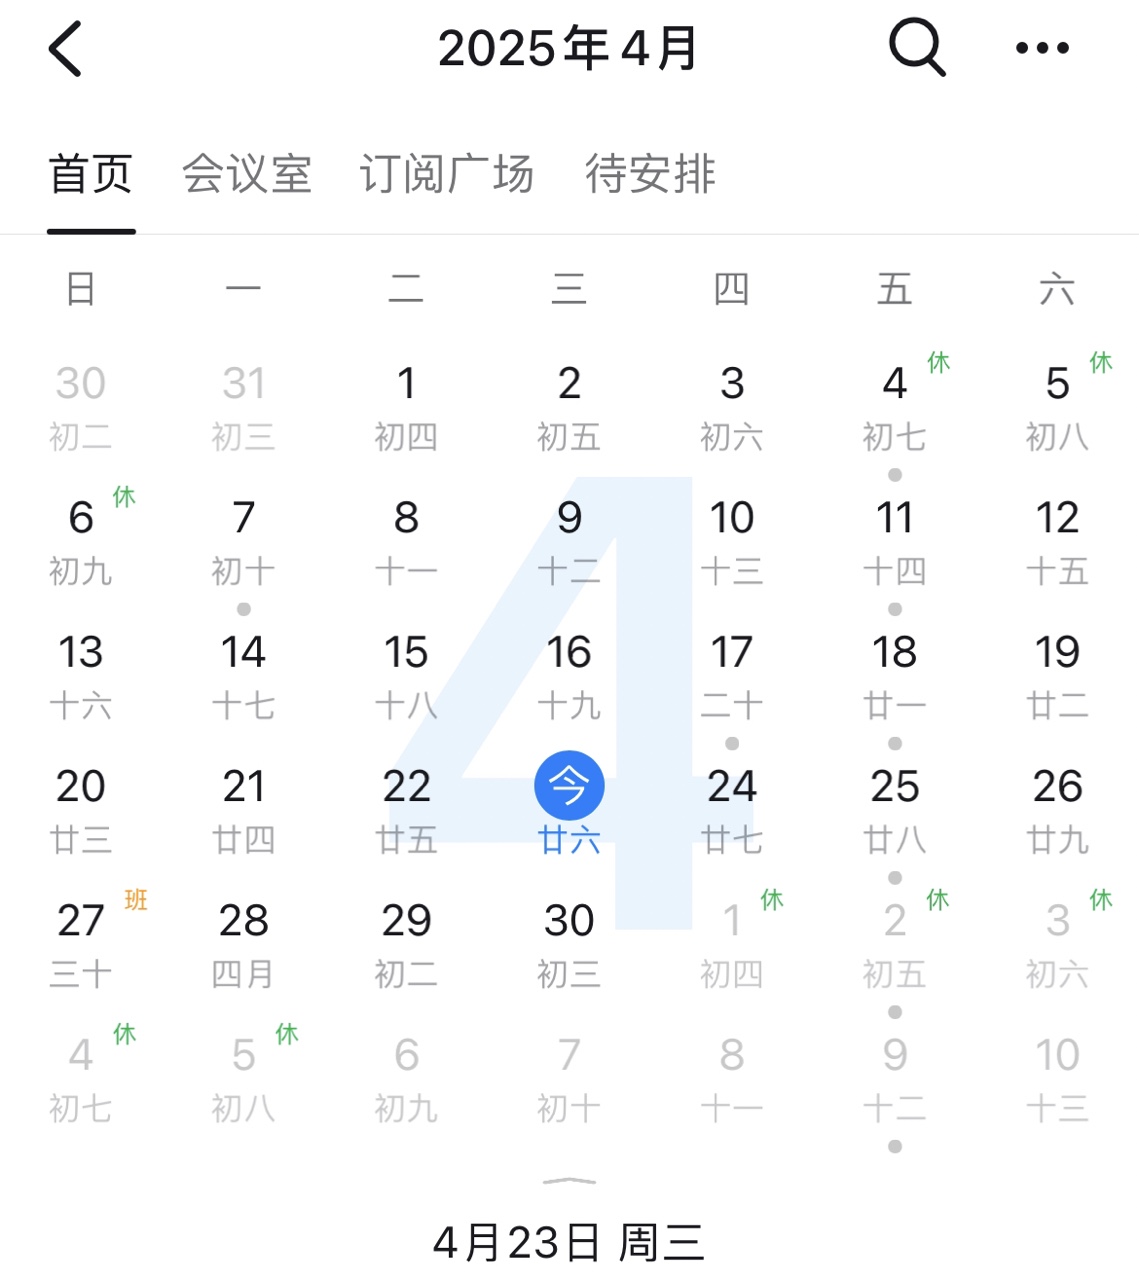 2025年4月
首页 会议室 订阅广场 待安排
日 一 二 三 四 五 六
30 31 1 2 3 4 休 5 休
初二 初三 初四 初五 初六 初七 初八
6 休 7 8 9 10 11 12
初九 初十 十一 十二 十三 十四 十五
13 14 15 16 17 18 19
十六 十七 十八 十九 二十 廿一 廿二
20 21 22 今 24 25 26
廿三 廿四 廿五 廿六 廿七 廿八 廿九
27 班 28 29 30 1 休 2 休 3 休
三十 四月 初二 初三 初四 初五 初六
4 休 5 休 6 7 8 9 10
初七 初八 初九 初十 十一 十二 十三
4
4月23日 周三